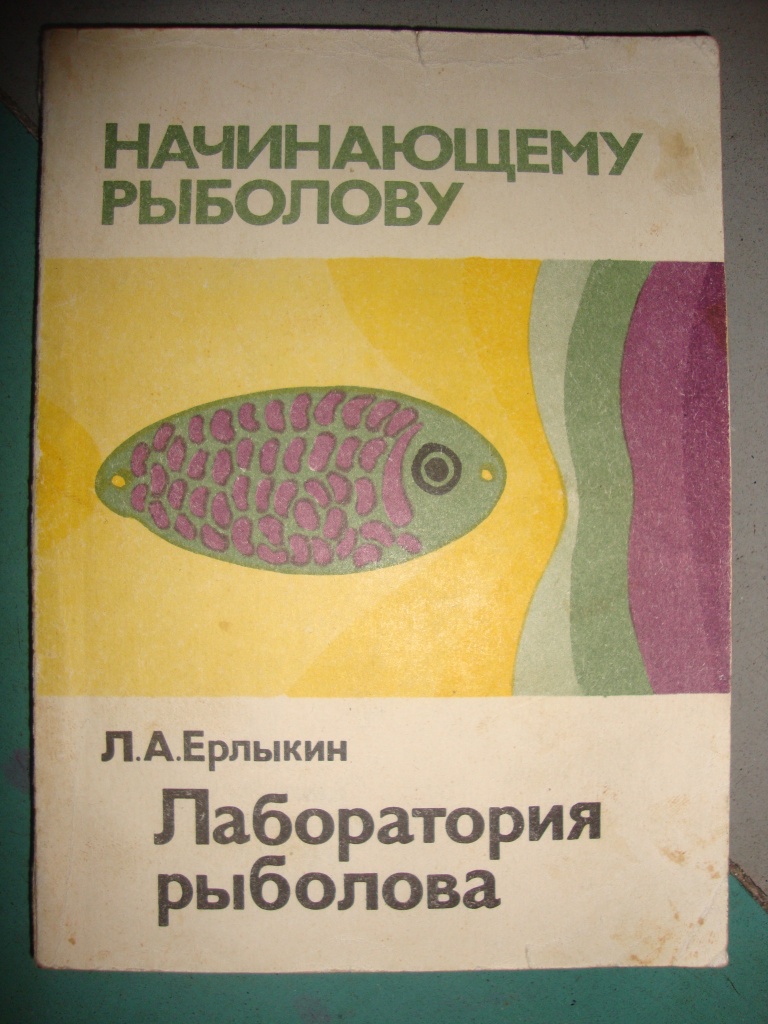 НАЧИНАЮЩЕМУ
РЫБОЛОВУ
Л.А.Ерлыкин
Лаборатория
рыболова